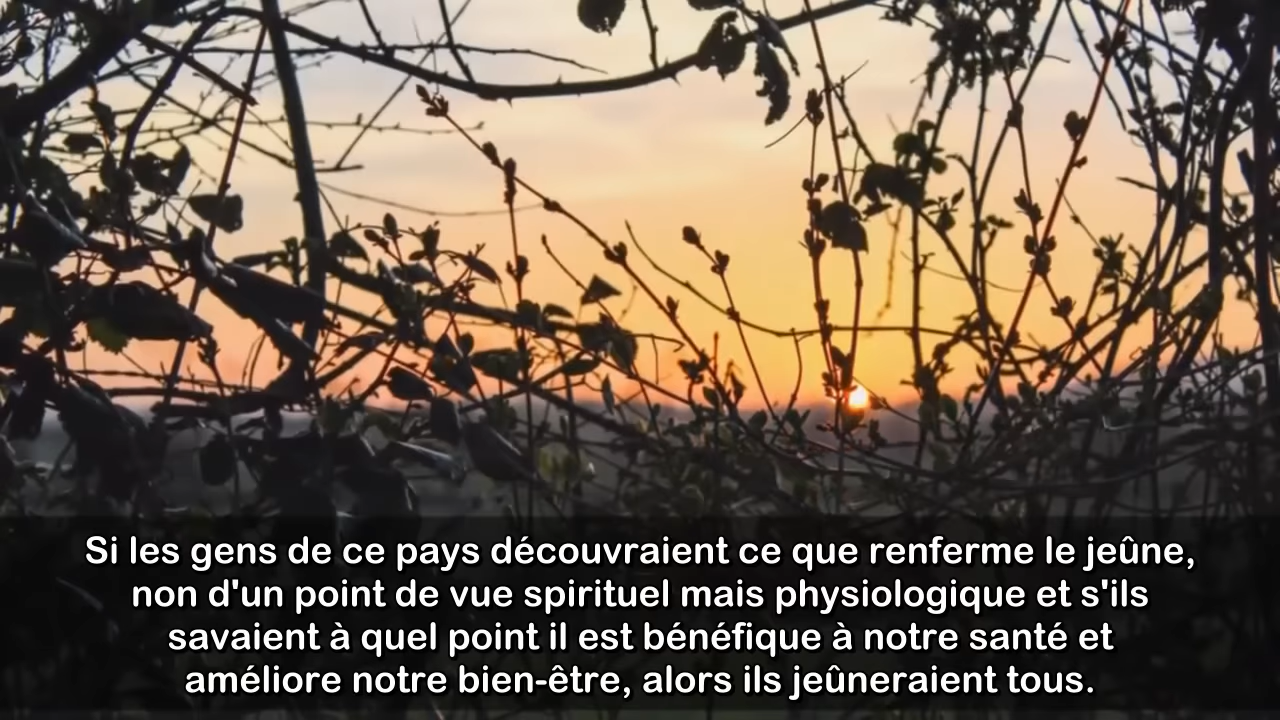 Si les gens de ce pays découvraient ce que renferme le jeûne,
non d'un point de vue spirituel mais physiologique et s'ils
savaient à quel point il est bénéfique à notre santé et
améliore notre bien-être, alors ils jeûneraient tous.